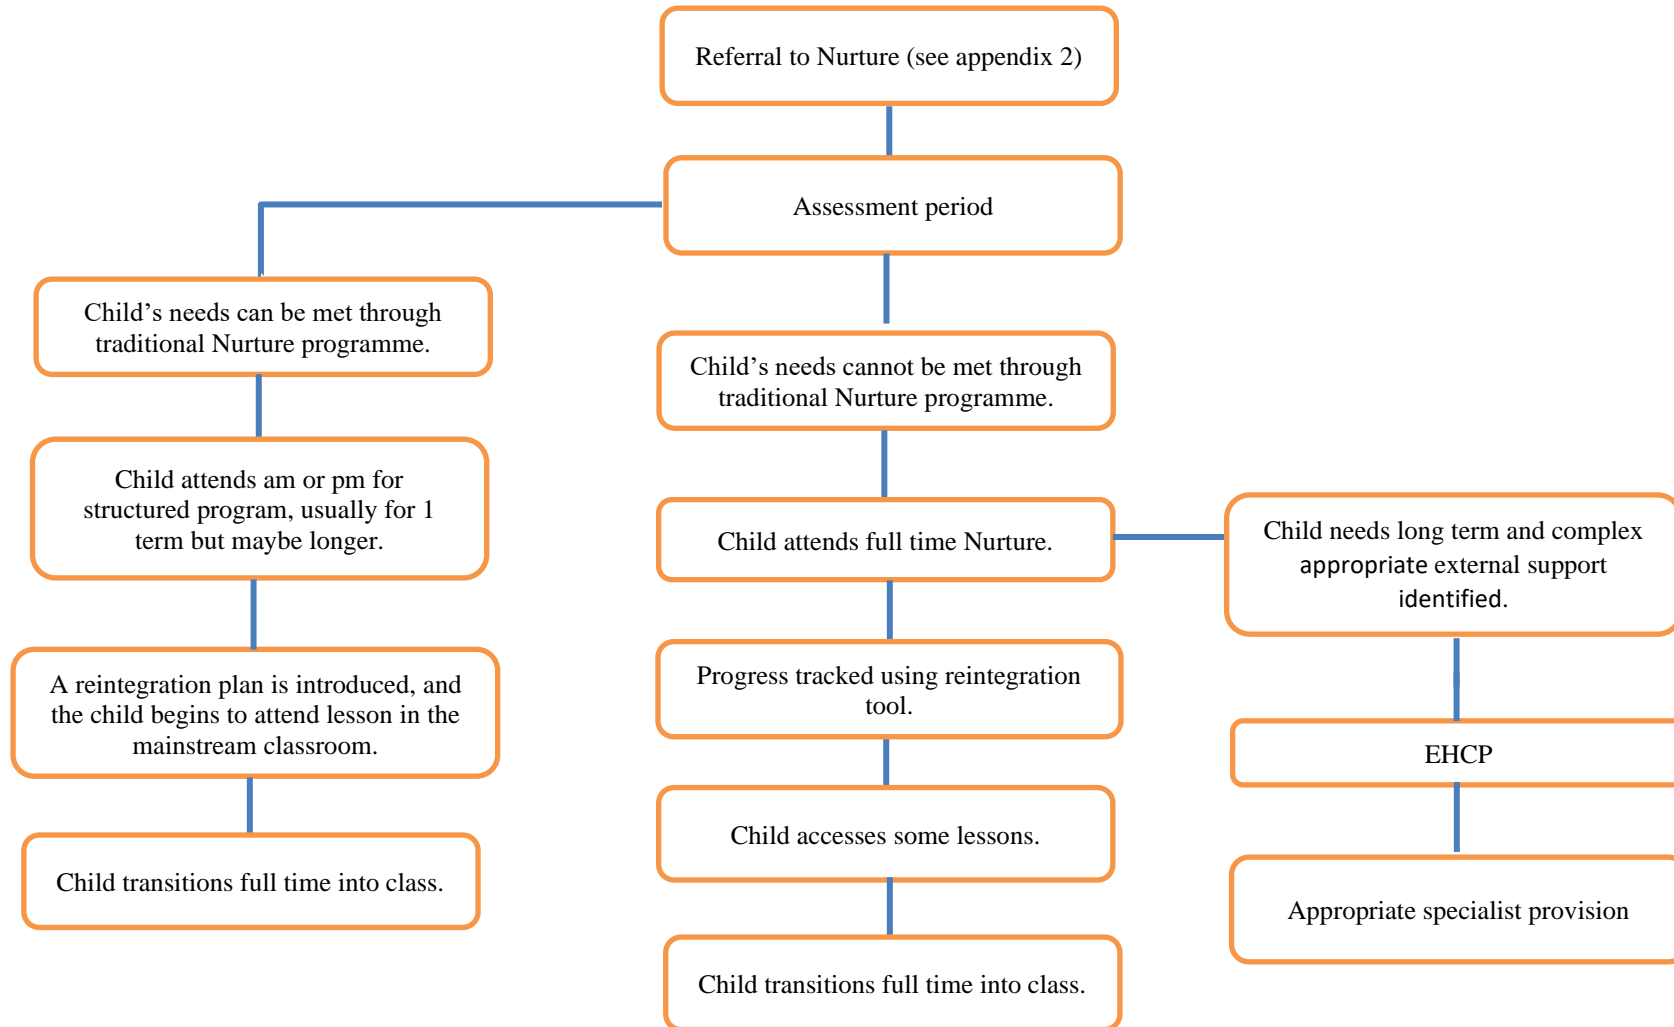 Referral to Nurture (see appendix 2)
Assessment period
Child’s needs can be met through
traditional Nurture programme.
Child attends am or pm for
structured program, usually for 1
term but maybe longer.
A reintegration plan is introduced, and
the child begins to attend lesson in the
mainstream classroom.
Child transitions full time into class.
Child’s needs cannot be met through
traditional Nurture programme.
Child attends full time Nurture.
Progress tracked using reintegration
tool.
Child accesses some lessons.
Child transitions full time into class.
Child needs long term and complex
appropriate external support
identified.
EHCP
Appropriate specialist provision